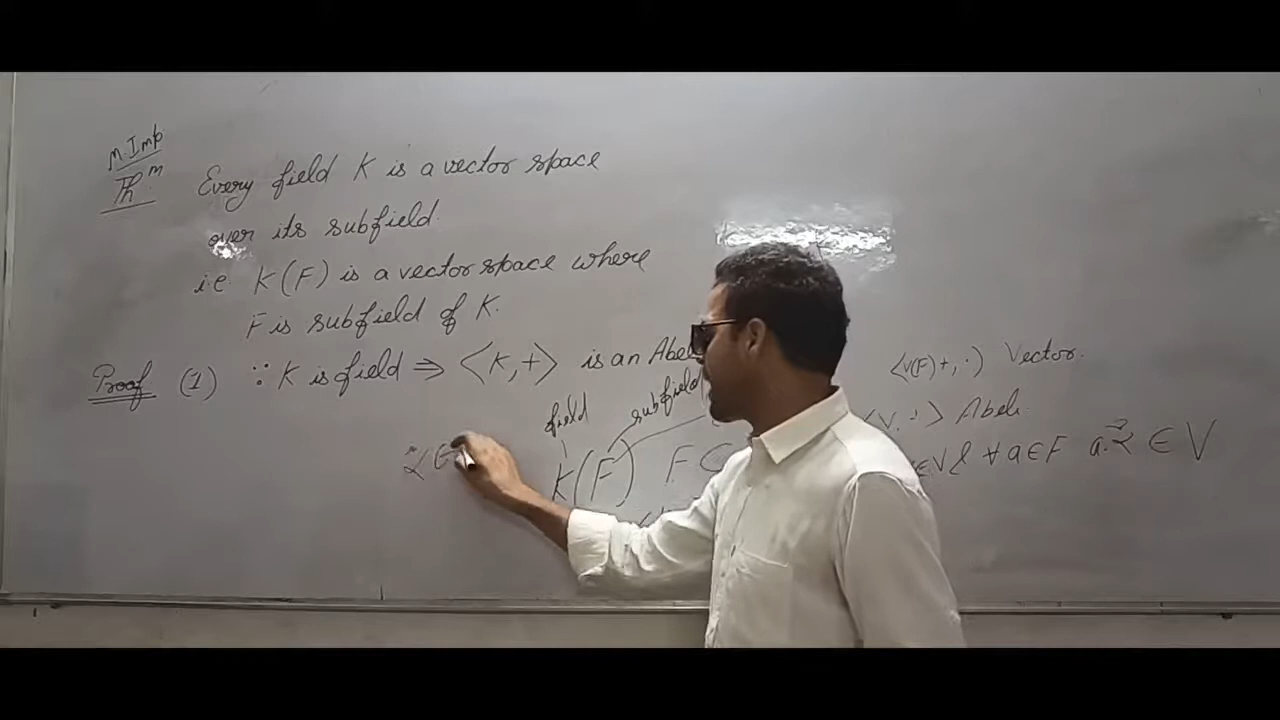 M. Imp
Thᵐ. Every field K is a vector space
over its subfield.
i.e. K(F) is a vector space where
F is subfield of K.
Proof (1) ∵ K is field ⇒ <K,+> is an Abel
field subfield
K(F) F ⊂
<V(F)+,·) Vector.
Abel.
∈V & ∀ a∈F a.α ∈ V